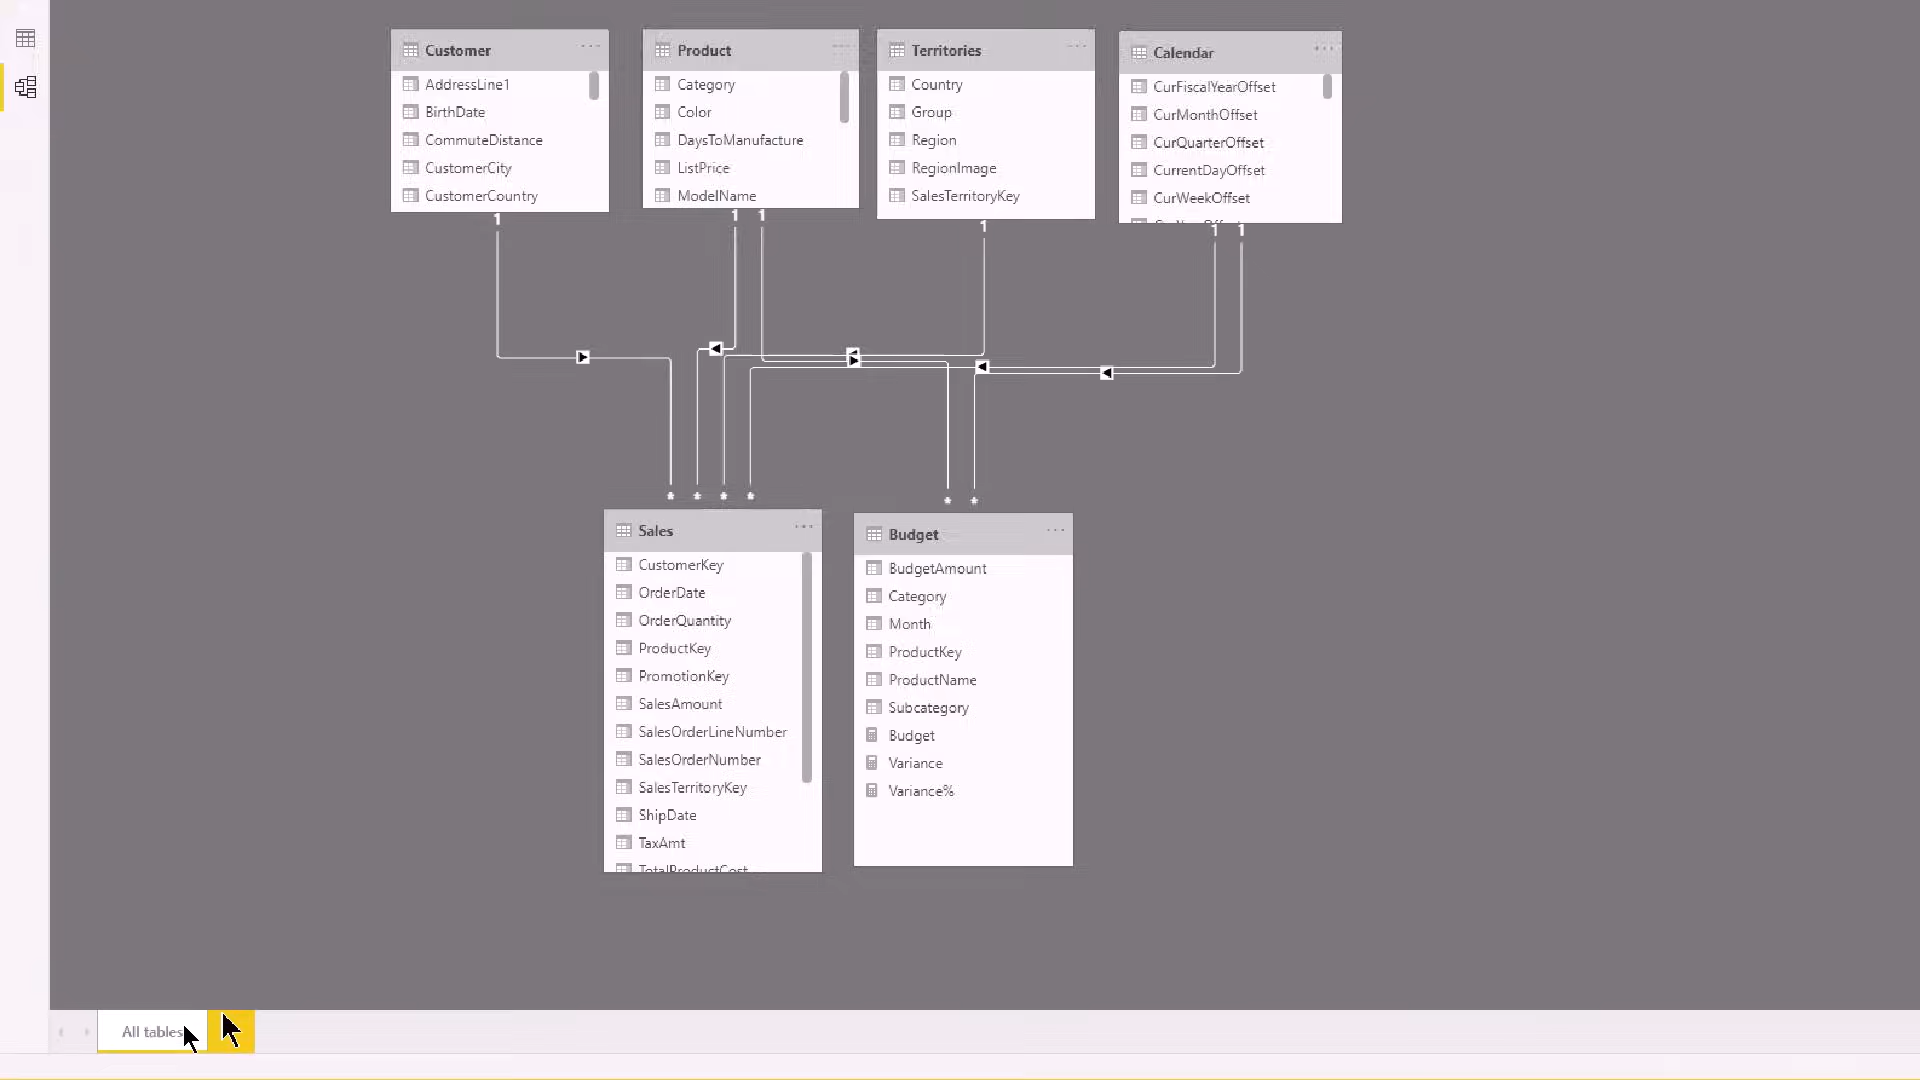 Customer
AddressLine1
BirthDate
CommuteDistance
CustomerCity
CustomerCountry
1
Product
Category
Color
DaysToManufacture
ListPrice
ModelName
1 1
Territories
Country
Group
Region
RegionImage
SalesTerritoryKey
1
Calendar
CurFiscalYearOffset
CurMonthOffset
CurQuarterOffset
CurrentDayOffset
CurWeekOffset
1 1
* * * *
* *
Sales
CustomerKey
OrderDate
OrderQuantity
ProductKey
PromotionKey
SalesAmount
SalesOrderLineNumber
SalesOrderNumber
SalesTerritoryKey
ShipDate
TaxAmt
TotalProductCost
Budget
BudgetAmount
Category
Month
ProductKey
ProductName
Subcategory
Budget
Variance
Variance%
All tables